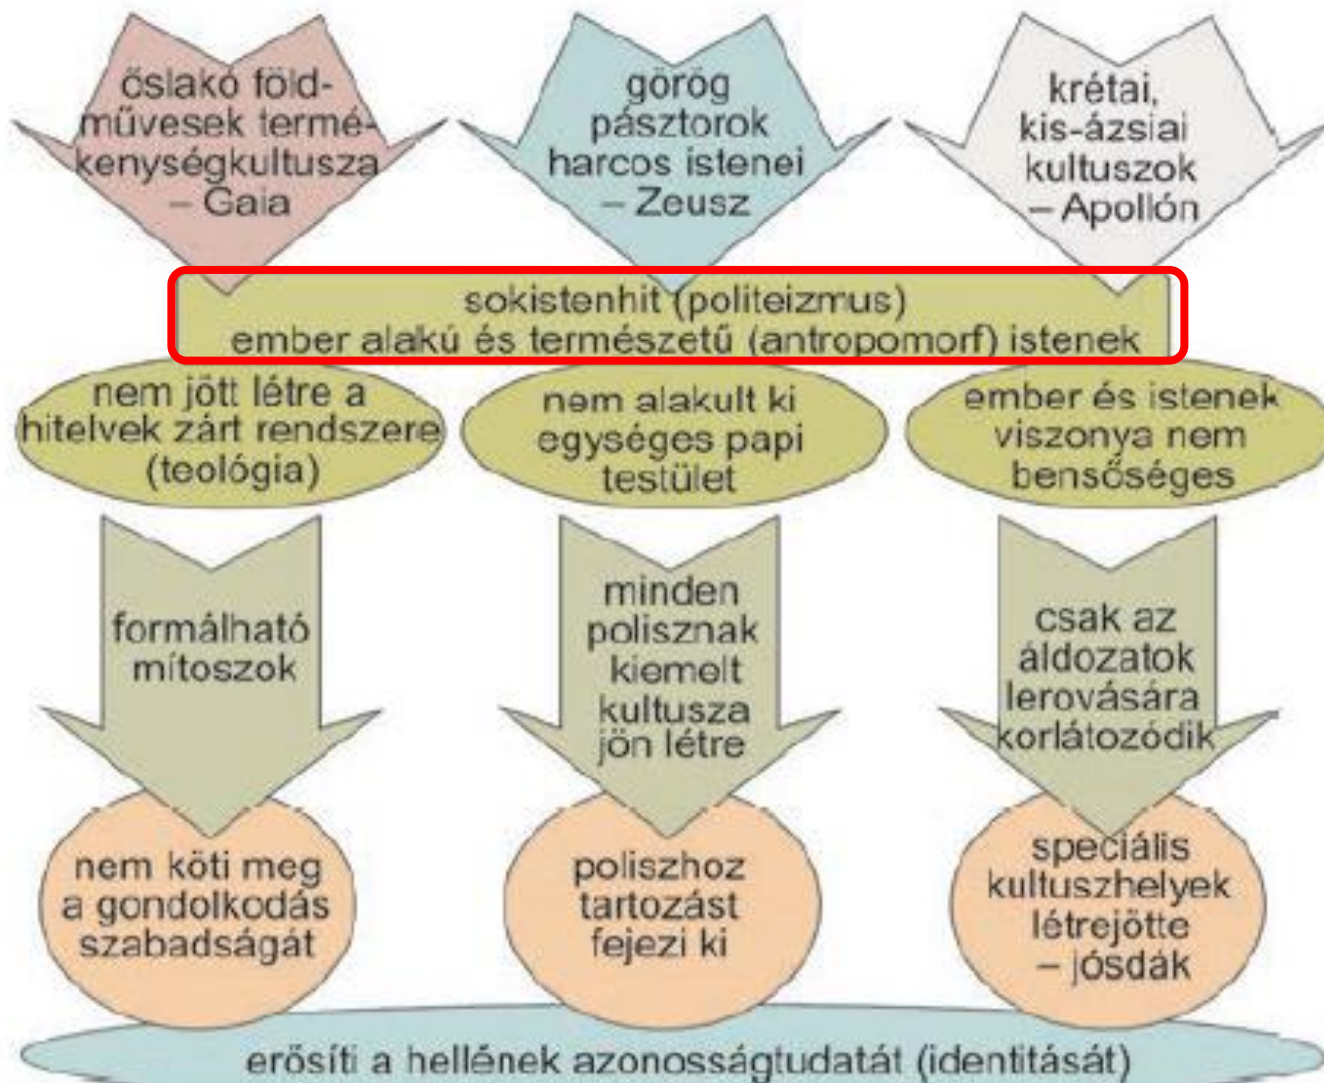 őslakó föld-
művesek termé-
kenységkultusza
– Gaia
görög
pásztorok
harcos istenei
– Zeusz
krétai,
kis-ázsiai
kultuszok
– Apollón
sokistenhit (politeizmus)
ember alakú és természetű (antropomorf) istenek
nem jött létre a
hitelvek zárt rendszere
(teológia)
nem alakult ki
egységes papi
testület
ember és istenek
viszonya nem
bensőséges
formálható
mítoszok
minden
polisznak
kiemelt
kultusza
jön létre
csak az
áldozatok
lerovására
korlátozódik
nem köti meg
a gondolkodás
szabadságát
poliszhoz
tartozást
fejezi ki
speciális
kultuszhelyek
létrejötte
– jósdák
erősíti a hellének azonosságtudatát (identitását)